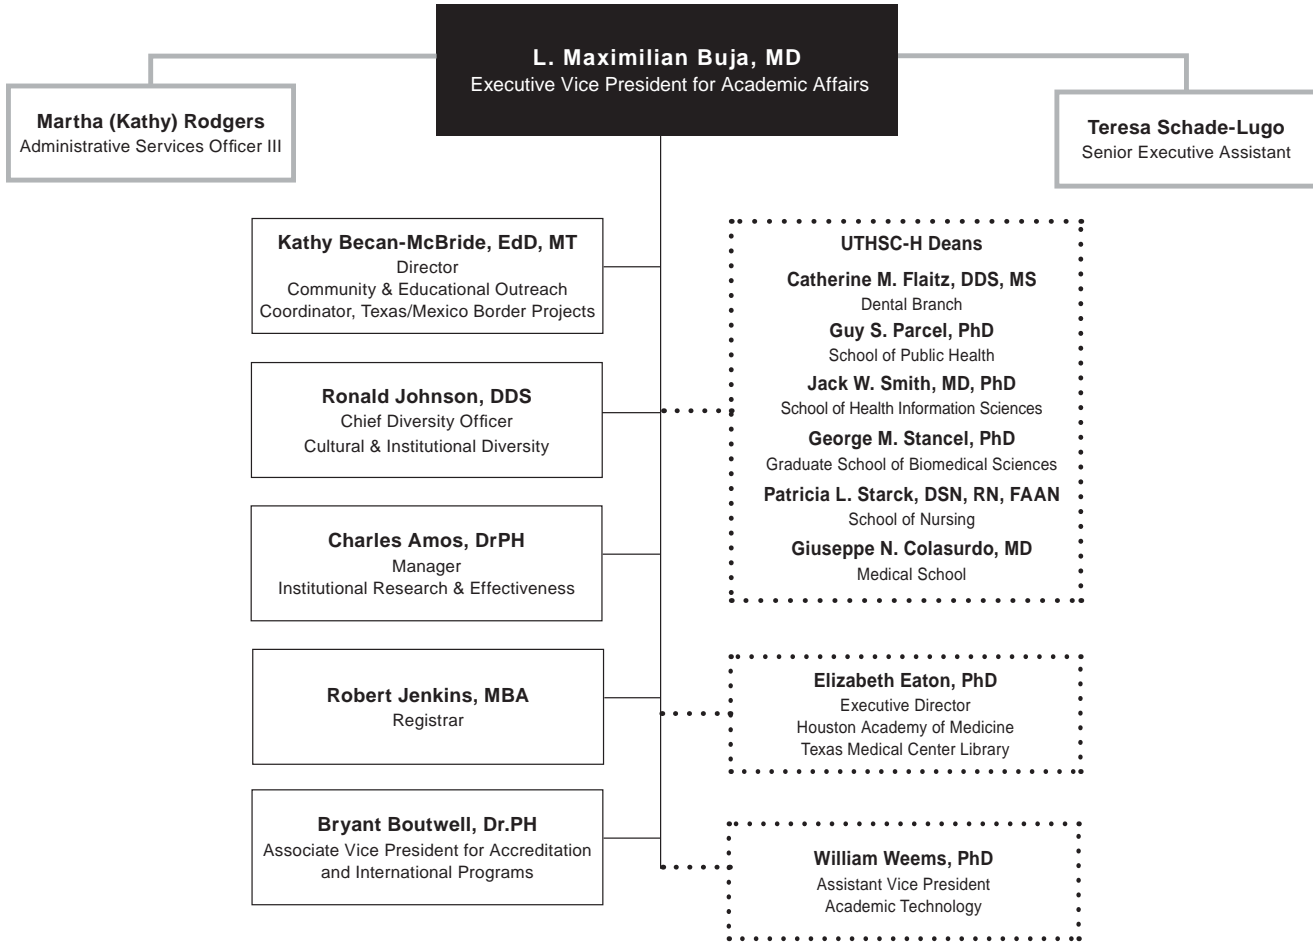 L. Maximilian Buja, MD
Executive Vice President for Academic Affairs
Martha (Kathy) Rodgers
Administrative Services Officer III
Teresa Schade-Lugo
Senior Executive Assistant
Kathy Becan-McBride, EdD, MT
Director
Community & Educational Outreach
Coordinator, Texas/Mexico Border Projects
Ronald Johnson, DDS
Chief Diversity Officer
Cultural & Institutional Diversity
Charles Amos, DrPH
Manager
Institutional Research & Effectiveness
Robert Jenkins, MBA
Registrar
Bryant Boutwell, Dr.PH
Associate Vice President for Accreditation
and International Programs
UTHSC-H Deans
Catherine M. Flaitz, DDS, MS
Dental Branch
Guy S. Parcel, PhD
School of Public Health
Jack W. Smith, MD, PhD
School of Health Information Sciences
George M. Stancel, PhD
Graduate School of Biomedical Sciences
Patricia L. Starck, DSN, RN, FAAN
School of Nursing
Giuseppe N. Colasurdo, MD
Medical School
Elizabeth Eaton, PhD
Executive Director
Houston Academy of Medicine
Texas Medical Center Library
William Weems, PhD
Assistant Vice President
Academic Technology